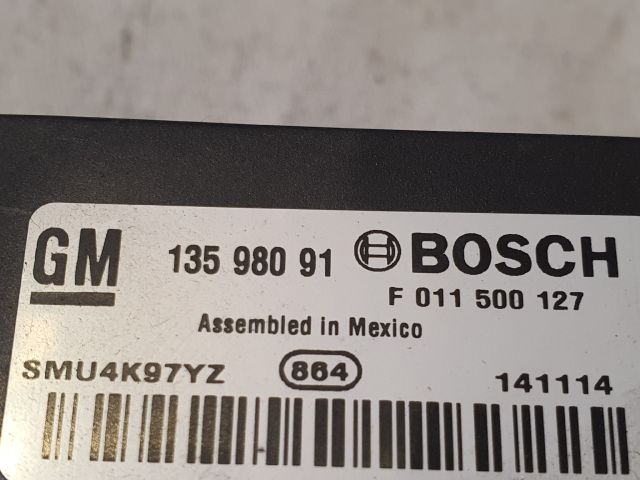 GM 135 980 91 BOSCH
F 011 500 127
Assembled in Mexico
SMU4K97YZ 864 141114